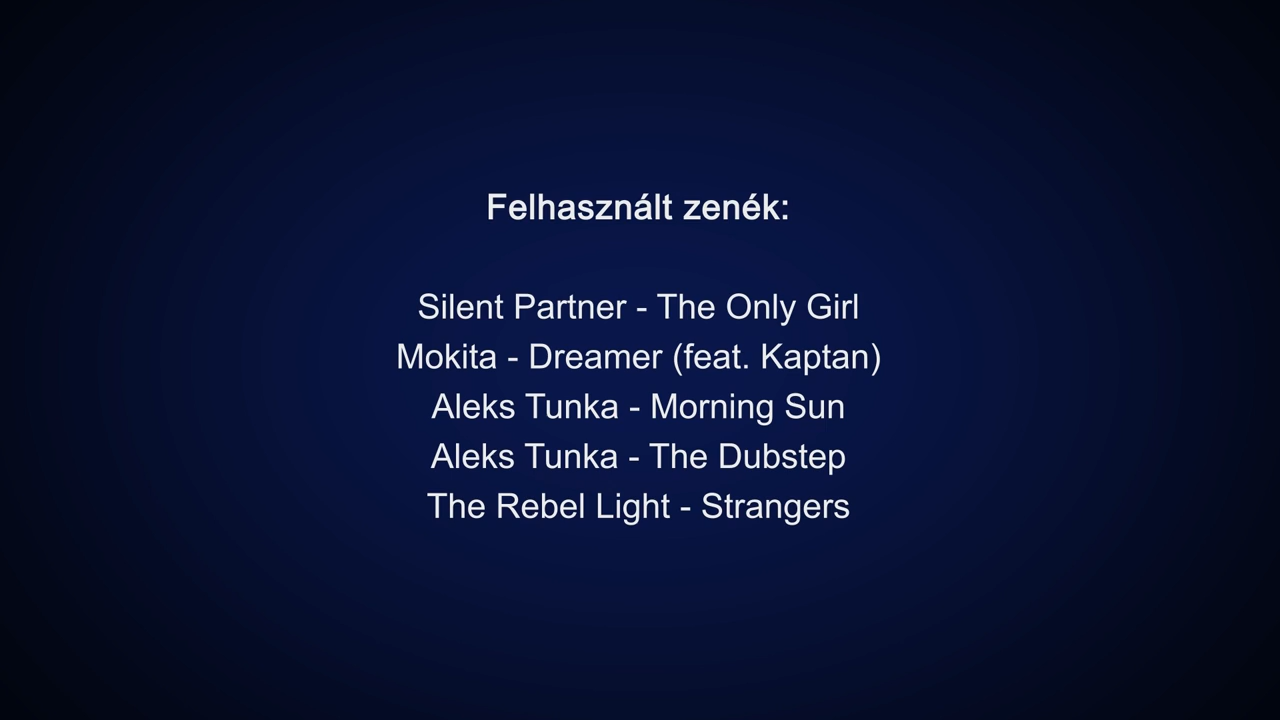 Felhasznált zenék:
Silent Partner - The Only Girl
Mokita - Dreamer (feat. Kaptan)
Aleks Tunka - Morning Sun
Aleks Tunka - The Dubstep
The Rebel Light - Strangers